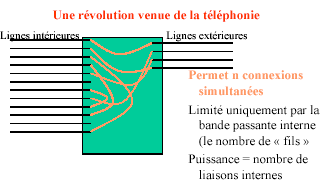 Une révolution venue de la téléphonie
Lignes intérieures
Lignes extérieures
Permet n connexions
simultanées
Limité uniquement par la
bande passante interne
(le nombre de « fils »
Puissance = nombre de
liaisons internes